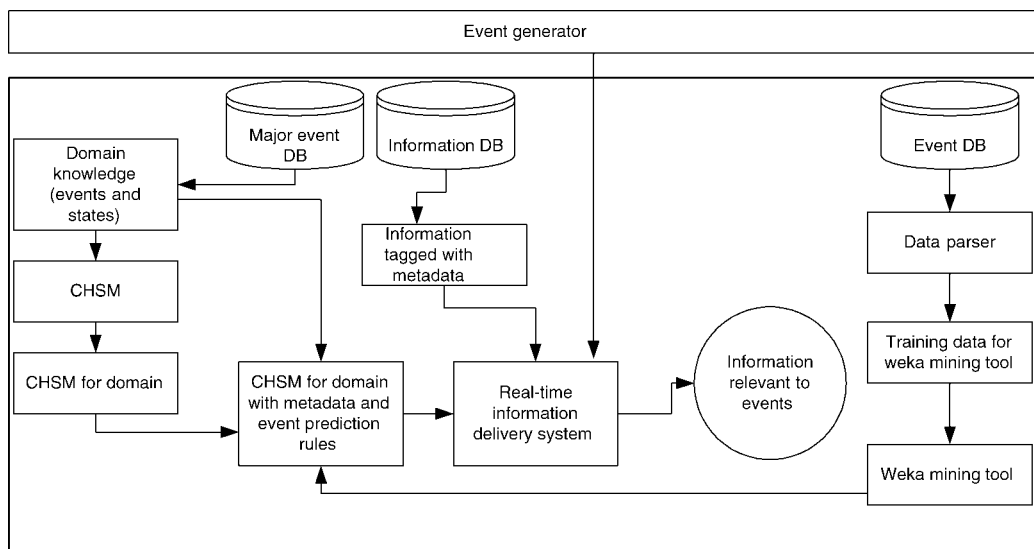 Event generator
Major event
DB
Information DB
Event DB
Domain
knowledge
(events and
states)
Information
tagged with
metadata
Data parser
CHSM
CHSM for domain
CHSM for domain
with metadata and
event prediction
rules
Real-time
information
delivery system
Information
relevant to
events
Training data for
weka mining tool
Weka mining tool